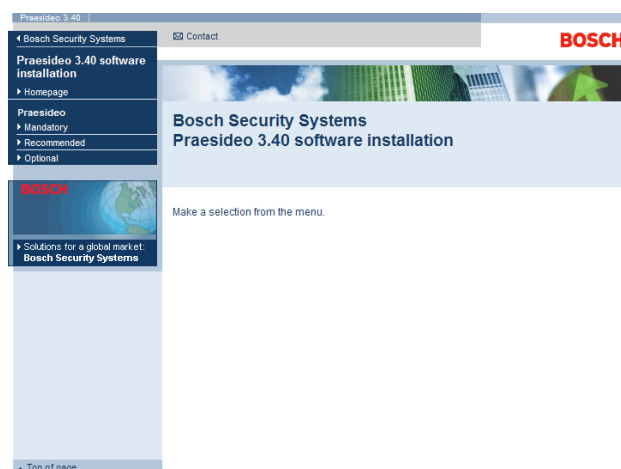 Praesideo 3.40
Bosch Security Systems
Contact
BOSCH
Praesideo 3.40 software
installation
Homepage
Praesideo
Mandatory
Recommended
Optional
Bosch Security Systems
Praesideo 3.40 software installation
BOSCH
Make a selection from the menu.
Solutions for a global market:
Bosch Security Systems
Top of page